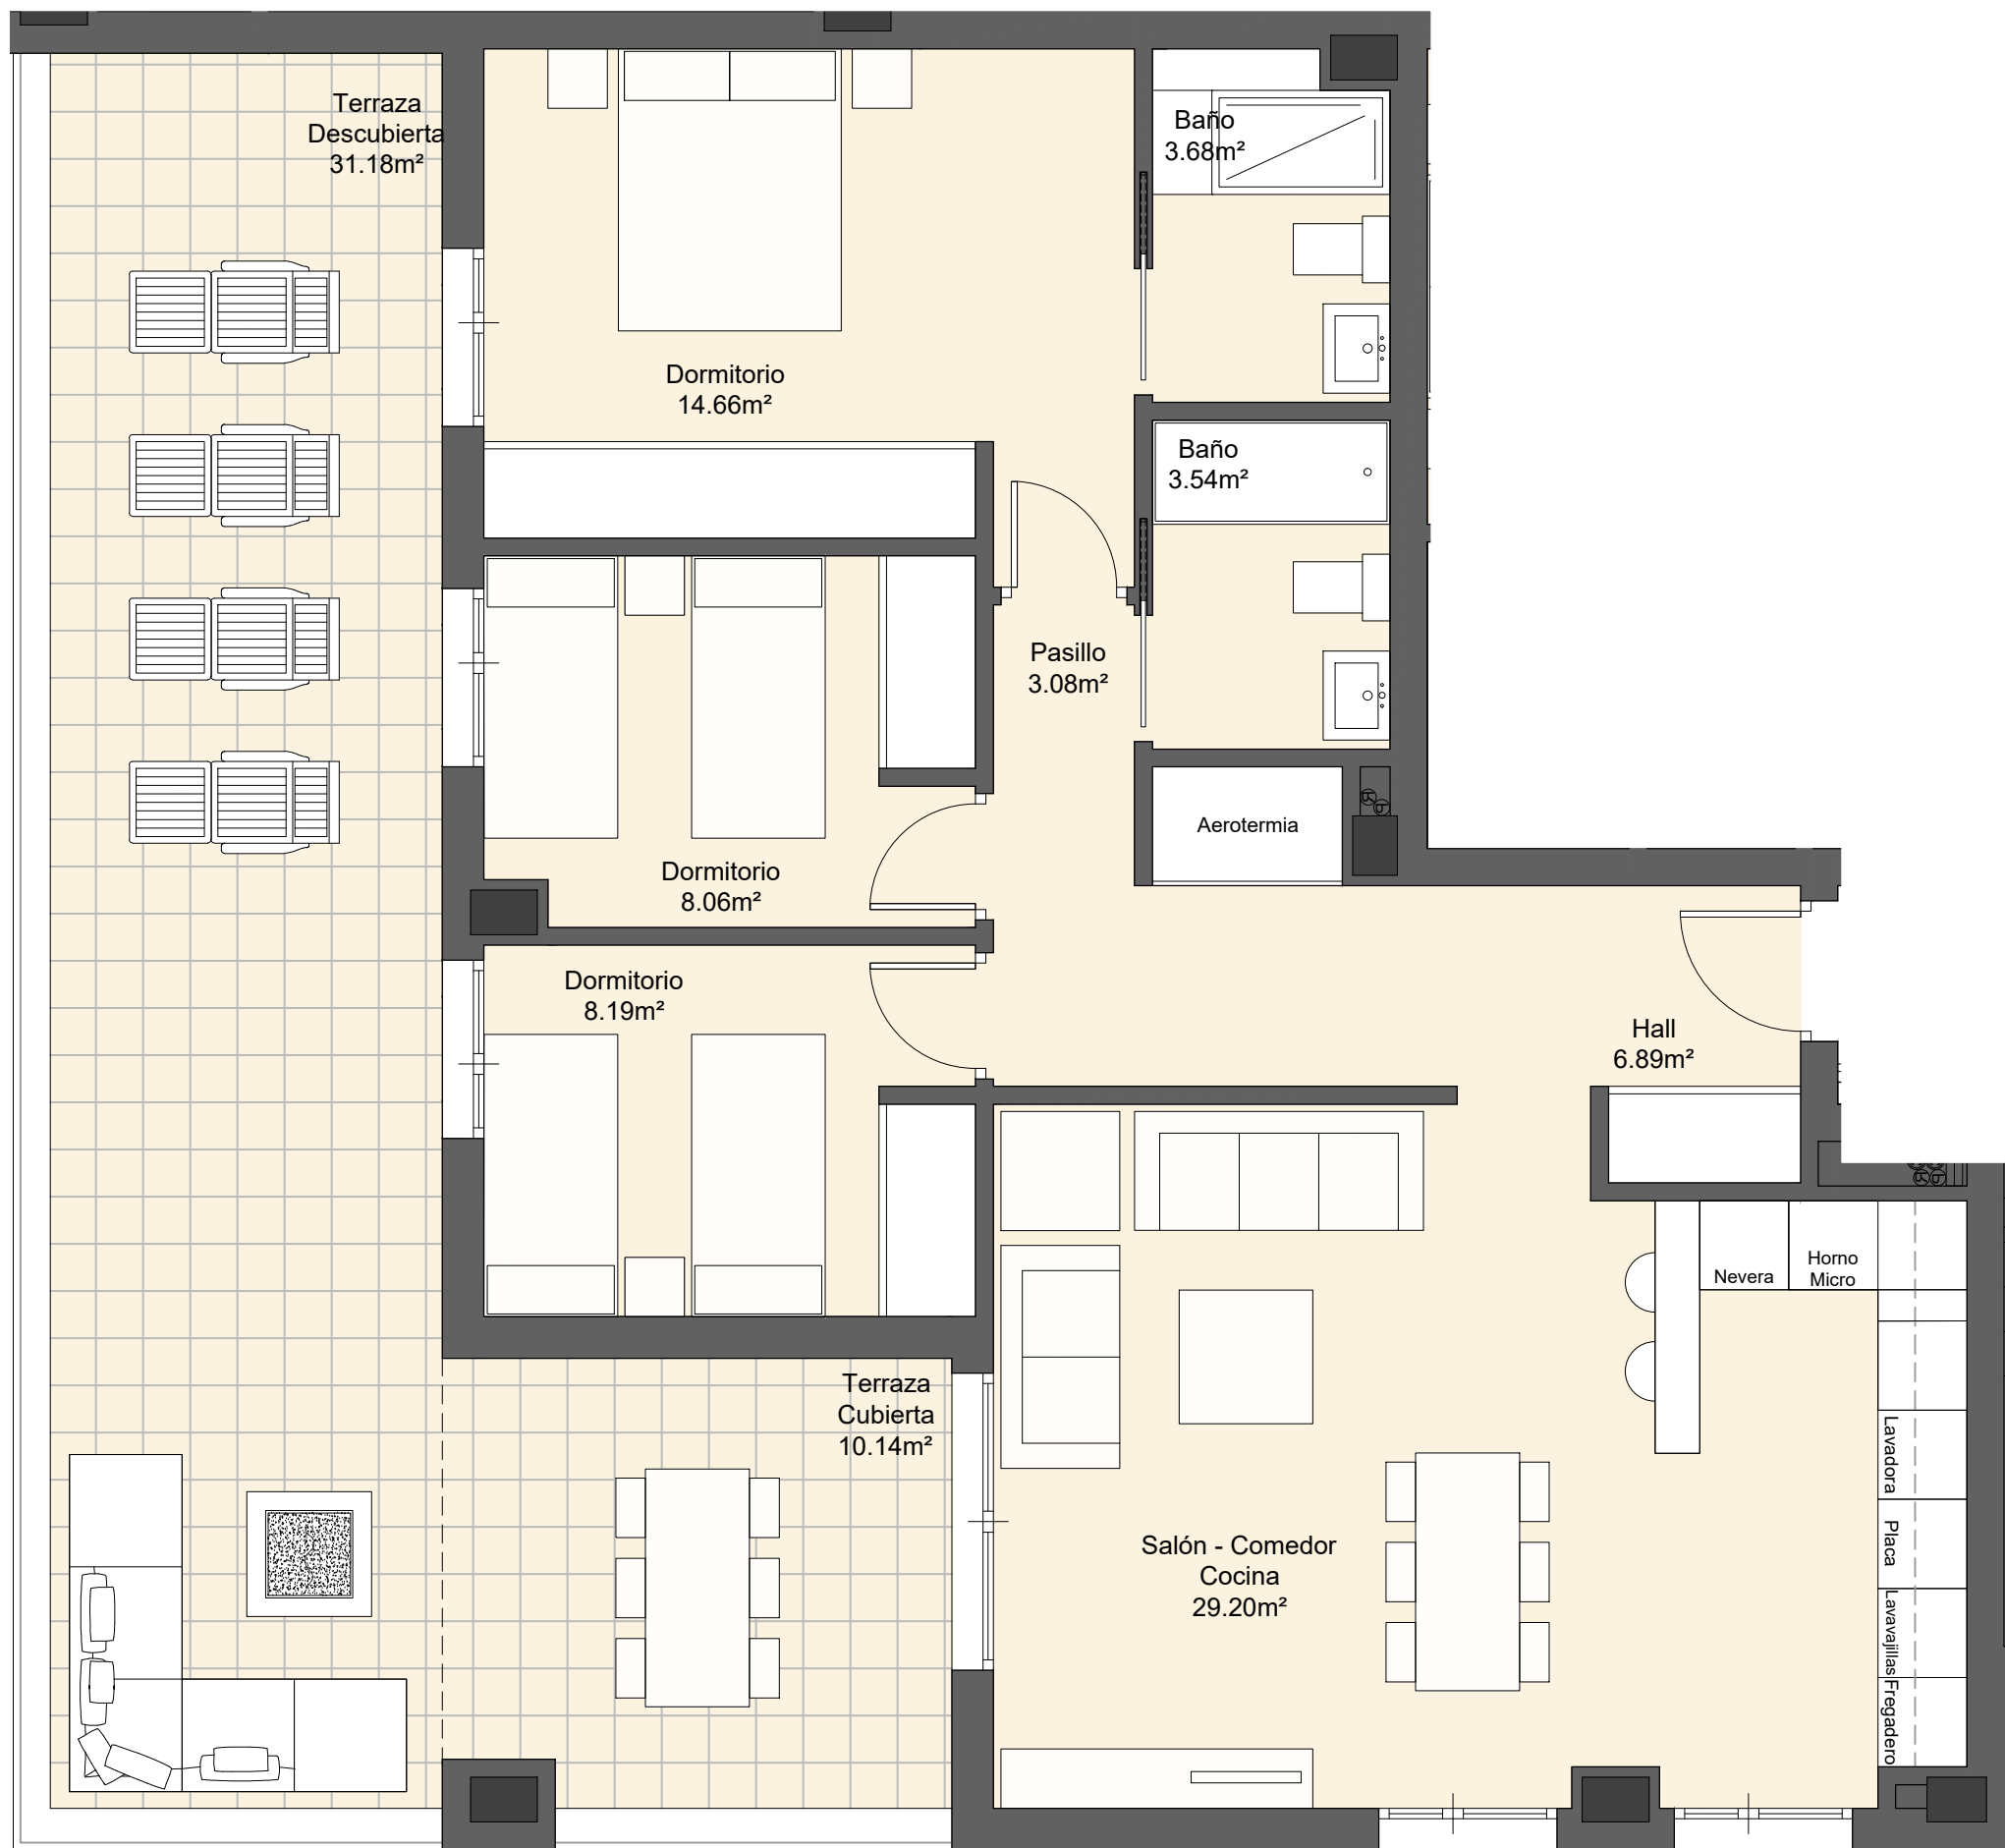 Terraza
Descubierta
31.18m²
Baño
3.68m²
Dormitorio
14.66m²
Baño
3.54m²
Pasillo
3.08m²
Aerotermia
Dormitorio
8.06m²
Dormitorio
8.19m²
Hall
6.89m²
Nevera
Horno
Micro
Terraza
Cubierta
10.14m²
Lavadora
Placa
Salón - Comedor
Cocina
29.20m²
Lavajillas
Fregadero